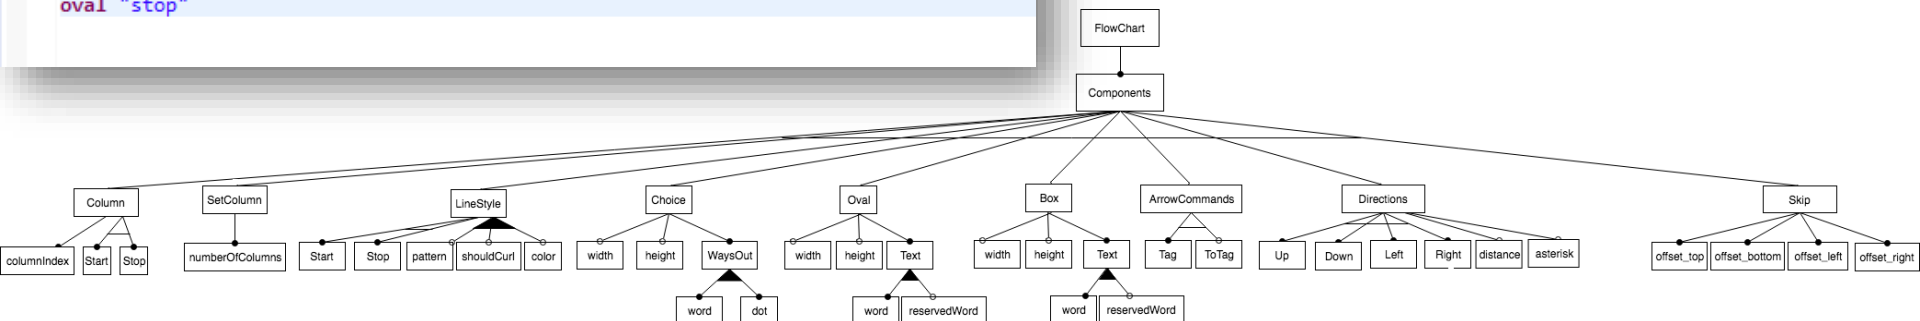 oval "stop"
FlowChart
Components
Column
SetColumn
LineStyle
Choice
Oval
Box
ArrowCommands
Directions
Skip
columnIndex
Start
Stop
numberOfColumns
Start
Stop
pattern
shouldCurl
color
width
height
WaysOut
width
height
Text
width
height
Text
Tag
ToTag
Up
Down
Left
Right
distance
asterisk
offset_top
offset_bottom
offset_left
offset_right
word
dot
word
reservedWord
word
reservedWord